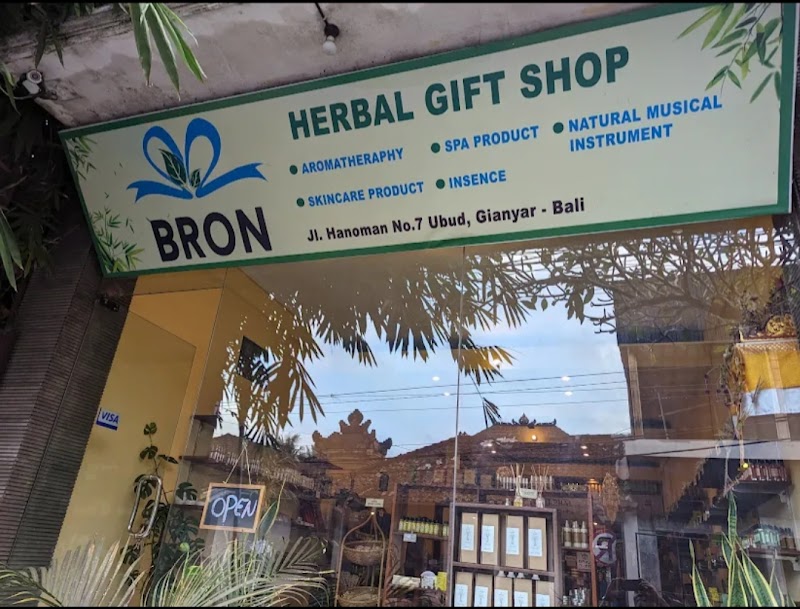 HERBAL GIFT SHOP
• AROMATHERAPHY
• SPA PRODUCT
• NATURAL MUSICAL
INSTRUMENT
• SKINCARE PRODUCT
• INSENCE
BRON
Jl. Hanoman No.7 Ubud, Gianyar - Bali
VISA
OPEN